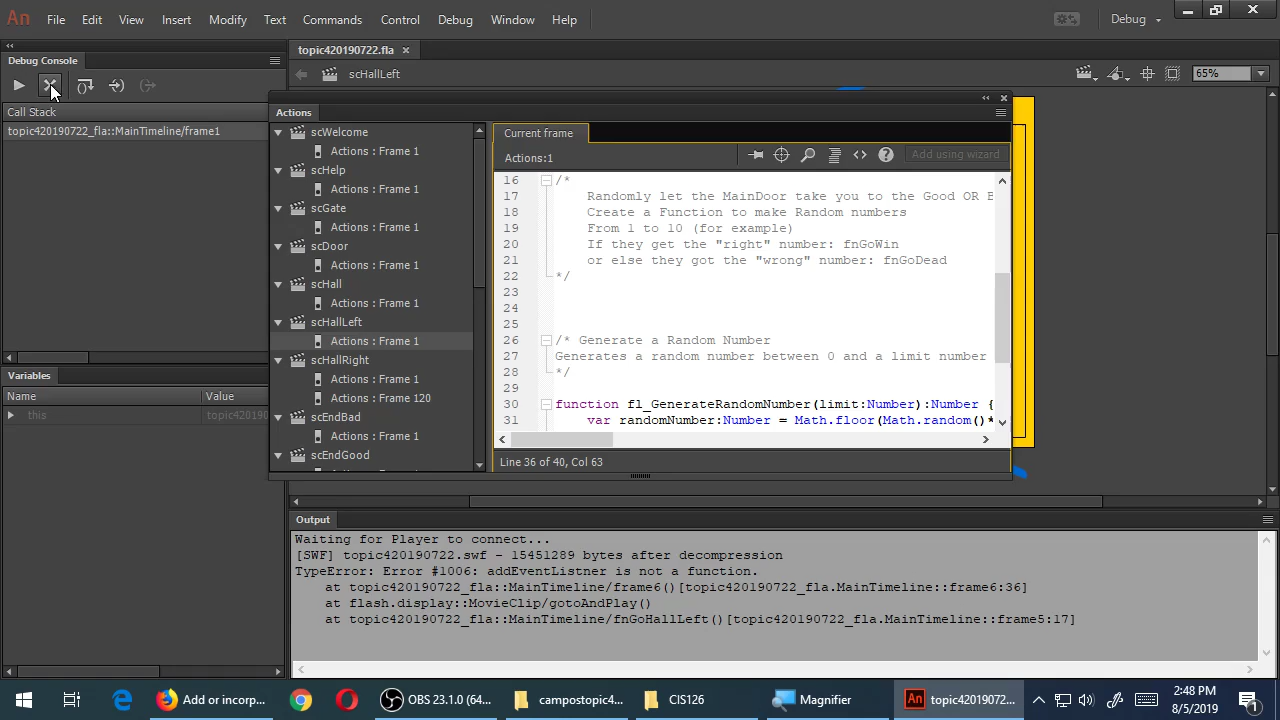 An File Edit View Insert Modify Text Commands Control Debug Window Help Debug
Debug Console
topic420190722.fla ×
scHallLeft
65%
Call Stack
topic420190722_fla::MainTimeline/frame1
Variables
Name Value
this topic420190
Actions
scWelcome
Actions : Frame 1
scHelp
Actions : Frame 1
scGate
Actions : Frame 1
scDoor
Actions : Frame 1
scHall
Actions : Frame 1
scHallLeft
Actions : Frame 1
scHallRight
Actions : Frame 1
Actions : Frame 120
scEndBad
Actions : Frame 1
scEndGood
Current frame
Actions:1
Add using wizard
16 /*
17 Randomly let the MainDoor take you to the Good OR B
18 Create a Function to make Random numbers
19 From 1 to 10 (for example)
20 If they get the "right" number: fnGoWin
21 or else they got the "wrong" number: fnGoDead
22 */
23
24
25
26 /* Generate a Random Number
27 Generates a random number between 0 and a limit number
28 */
29
30 function fl_GenerateRandomNumber(limit:Number):Number {
31 var randomNumber:Number = Math.floor(Math.random()*
Line 36 of 40, Col 63
Output
Waiting for Player to connect...
[SWF] topic420190722.swf - 15451289 bytes after decompression
TypeError: Error #1006: addEventListner is not a function.
at topic420190722_fla::MainTimeline/frame6()[topic420190722_fla.MainTimeline::frame6:36]
at flash.display::MovieClip/gotoAndPlay()
at topic420190722_fla::MainTimeline/fnGoHallLeft()[topic420190722_fla.MainTimeline::frame5:17]
Add or incorp... OBS 23.1.0 (64... campostopic4... CIS126 Magnifier An topic42019072...
2:48 PM
8/5/2019
1